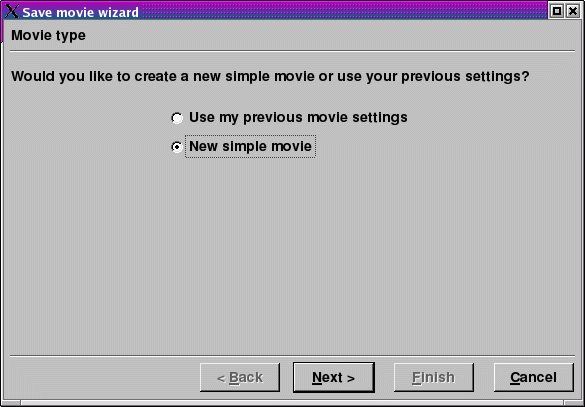 Save movie wizard
Movie type
Would you like to create a new simple movie or use your previous settings?
Use my previous movie settings
New simple movie
< Back Next > Finish Cancel